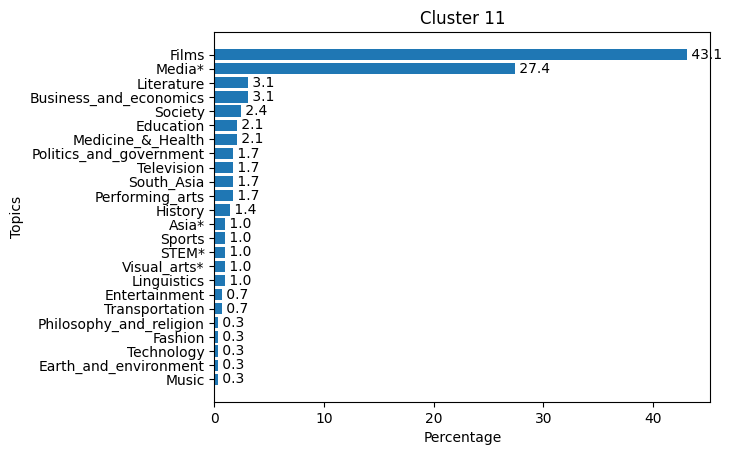 Cluster 11
Films 43.1
Media* 27.4
Literature 3.1
Business_and_economics 3.1
Society 2.4
Education 2.1
Medicine_&_Health 2.1
Politics_and_government 1.7
Television 1.7
South_Asia 1.7
Performing_arts 1.7
History 1.4
Asia* 1.0
Sports 1.0
STEM* 1.0
Visual_arts* 1.0
Linguistics 1.0
Entertainment 0.7
Transportation 0.7
Philosophy_and_religion 0.3
Fashion 0.3
Technology 0.3
Earth_and_environment 0.3
Music 0.3
Topics
0 10 20 30 40
Percentage